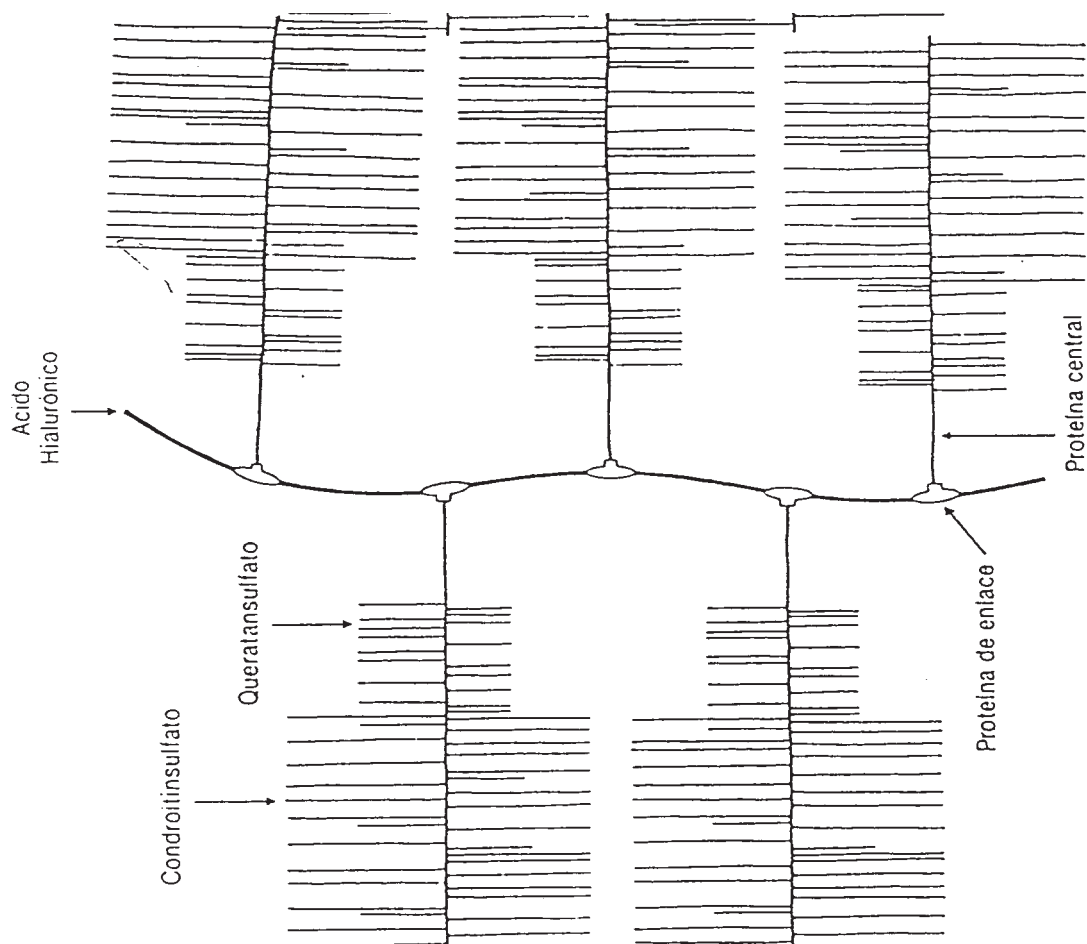 Acido
Hialurónico
Queratansulfato
Condroitinsulfato
Proteína de enlace
Proteína central